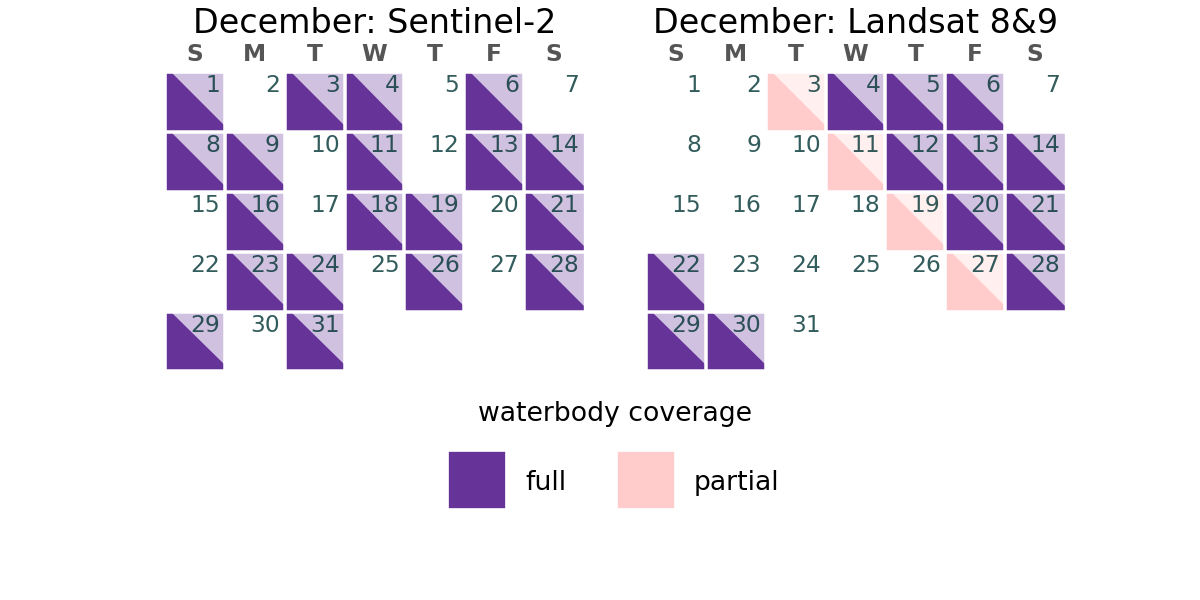 December: Sentinel-2
S M T W T F S
1 2 3 4 5 6 7
8 9 10 11 12 13 14
15 16 17 18 19 20 21
22 23 24 25 26 27 28
29 30 31
December: Landsat 8&9
S M T W T F S
1 2 3 4 5 6 7
8 9 10 11 12 13 14
15 16 17 18 19 20 21
22 23 24 25 26 27 28
29 30 31
waterbody coverage
full partial